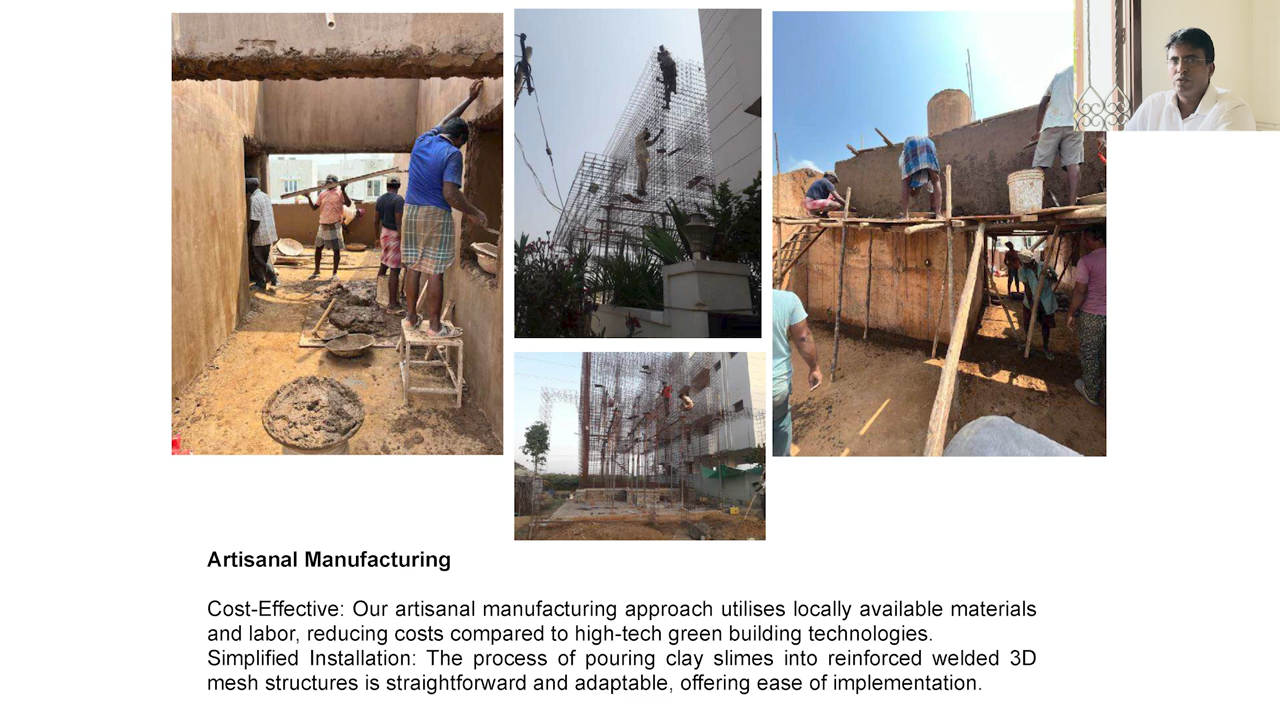 Artisanal Manufacturing
Cost-Effective: Our artisanal manufacturing approach utilises locally available materials
and labor, reducing costs compared to high-tech green building technologies.
Simplified Installation: The process of pouring clay slimes into reinforced welded 3D
mesh structures is straightforward and adaptable, offering ease of implementation.